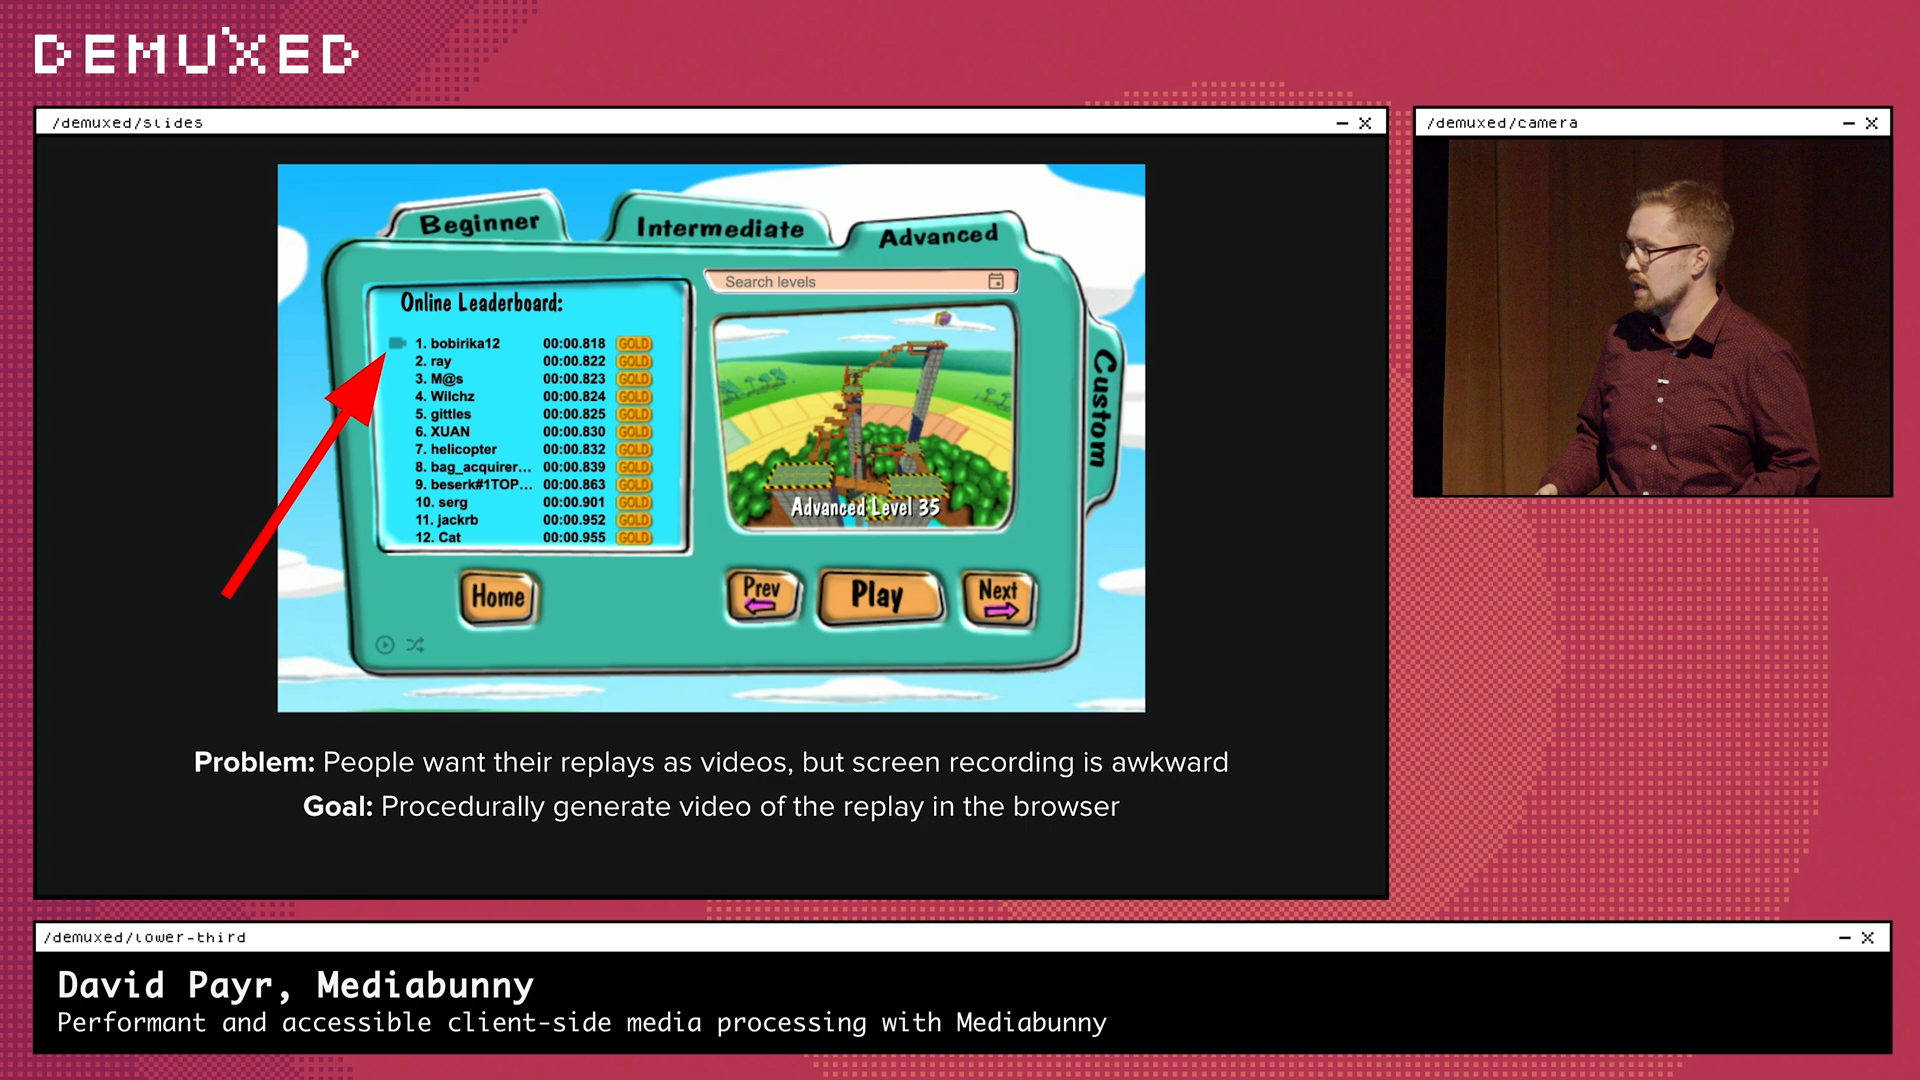 DEMUXED
/demuxed/slides
/demuxed/camera
Beginner
Intermediate
Advanced
Custom
Search levels
Online Leaderboard:
1. bobirika12 00:00.818 GOLD
2. ray 00:00.822 GOLD
3. M@s 00:00.823 GOLD
4. Wilchz 00:00.824 GOLD
5. gittles 00:00.825 GOLD
6. XUAN 00:00.830 GOLD
7. helicopter 00:00.832 GOLD
8. bag_acquirer... 00:00.839 GOLD
9. beserk#1TOP... 00:00.863 GOLD
10. serg 00:00.901 GOLD
11. jackrb 00:00.952 GOLD
12. Cat 00:00.955 GOLD
Advanced Level 35
Home
Prev
Play
Next
Problem: People want their replays as videos, but screen recording is awkward
Goal: Procedurally generate video of the replay in the browser
/demuxed/lower-third
David Payr, Mediabunny
Performant and accessible client-side media processing with Mediabunny